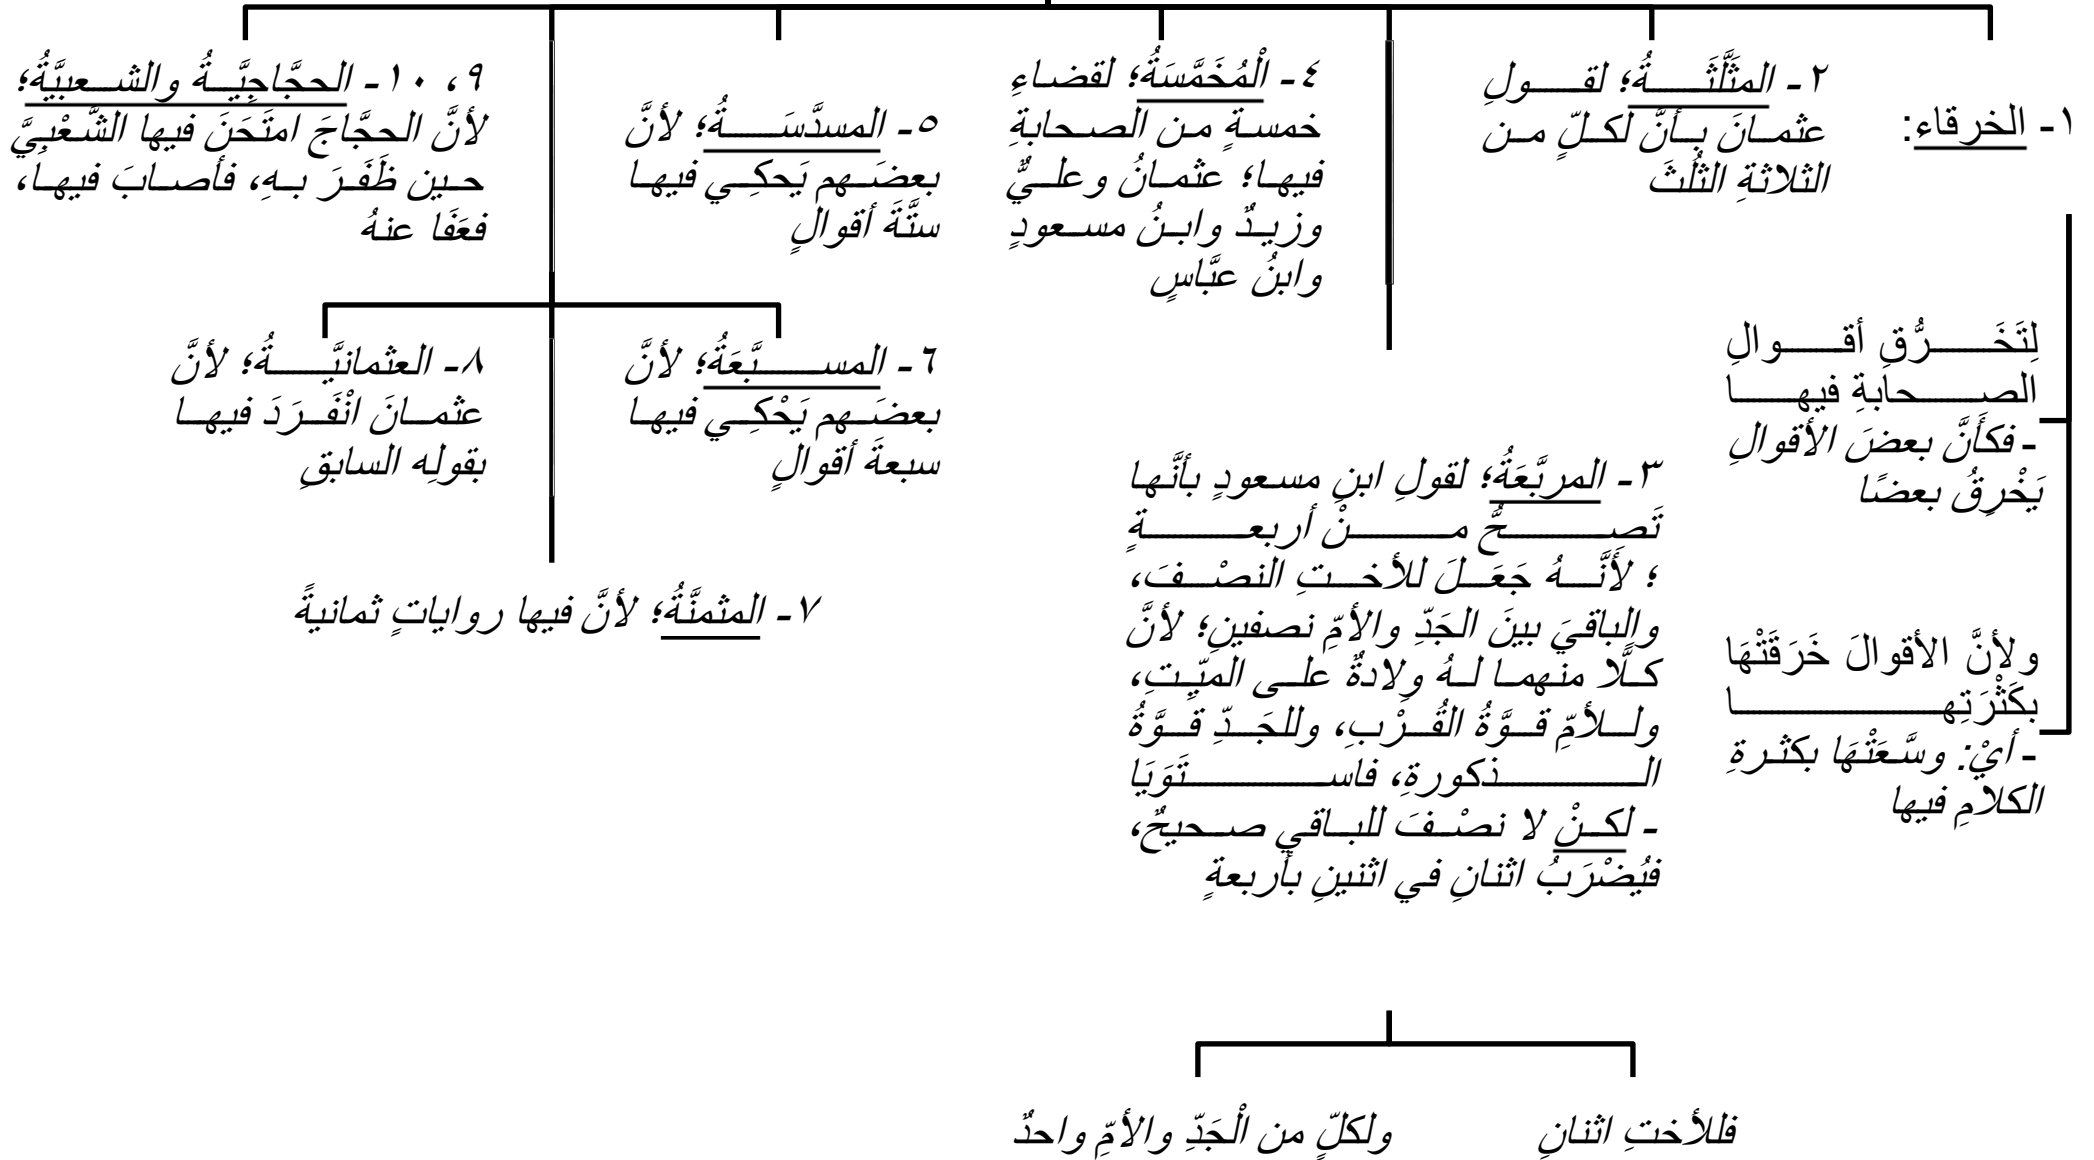 ١- الخرقاء:
لِتَخَرُّقِ أقوالِ
الصحابةِ فيها
- فكأنَّ بعضَ الأقوالِ
يَخْرِقُ بعضًا
ولأنَّ الأقوالَ خَرَقَتْهَا
بكَثْرَتِها
- أيْ: وسَّعَتْهَا بكثرةِ
الكلامِ فيها
٢- المثَلَّثَةُ؛ لقولِ
عثمانَ بأنَّ لكلٍّ من
الثلاثةِ الثلُثَ
٣- المربَّعَةُ؛ لقولِ ابنِ مسعودٍ بأنَّها
تَصِحُّ منْ أربعةٍ
؛ لأنَّهُ جَعَلَ للأختِ النصْفَ،
والباقيَ بينَ الجَدِّ والأمِّ نصفينِ؛ لأنَّ
كلًّا منهما لهُ وِلادةٌ على الميِّتِ،
وللأمِّ قوَّةُ القُرْبِ، وللجَدِّ قوَّةُ
الذكورةِ، فاستَوَيَا
- لكنْ لا نصْفَ للباقي صحيحٌ،
فيُضْرَبُ اثنانِ في اثنينِ بأربعةٍ
فللأختِ اثنانِ
ولكلٍّ من الْجَدِّ والأمِّ واحدٌ
٤- الْمُخَمَّسَةُ؛ لقضاءِ
خمسةٍ من الصحابةِ
فيها؛ عثمانُ وعليٌّ
وزيدٌ وابنُ مسعودٍ
وابنُ عبَّاسٍ
٥- المسدَّسَةُ؛ لأنَّ
بعضَهم يَحكِي فيها
ستَّةَ أقوالٍ
٦- المسبَّعَةُ؛ لأنَّ
بعضَهم يَحْكِي فيها
سبعةَ أقوالٍ
٧- المثمنَّةُ؛ لأنَّ فيها رواياتٍ ثمانيةً
٨- العثمانيَّةُ؛ لأنَّ
عثمانَ انْفَرَدَ فيها
بقولِه السابقِ
٩، ١٠- الحجَّاجِيَّةُ والشعبيَّةُ؛
لأنَّ الحجَّاجَ امتَحَنَ فيها الشَّعْبِيَّ
حين ظَفَرَ بهِ، فأصابَ فيها،
فعَفَا عنهُ